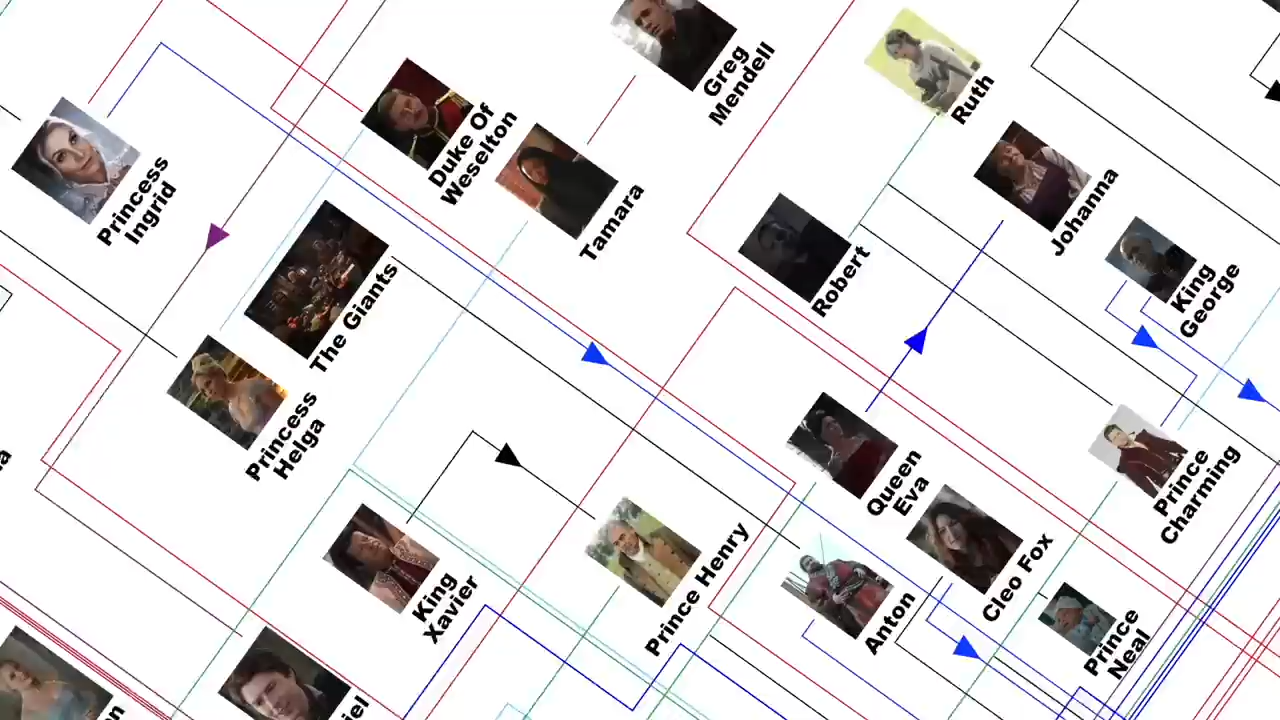 Greg
Mendell
Ruth
Duke Of
Weselton
Princess
Ingrid
Tamara
Johanna
Robert
King
George
The Giants
Princess
Helga
Queen
Eva
Prince
Charming
King
Xavier
Prince Henry
Cleo Fox
Anton
Prince
Neal